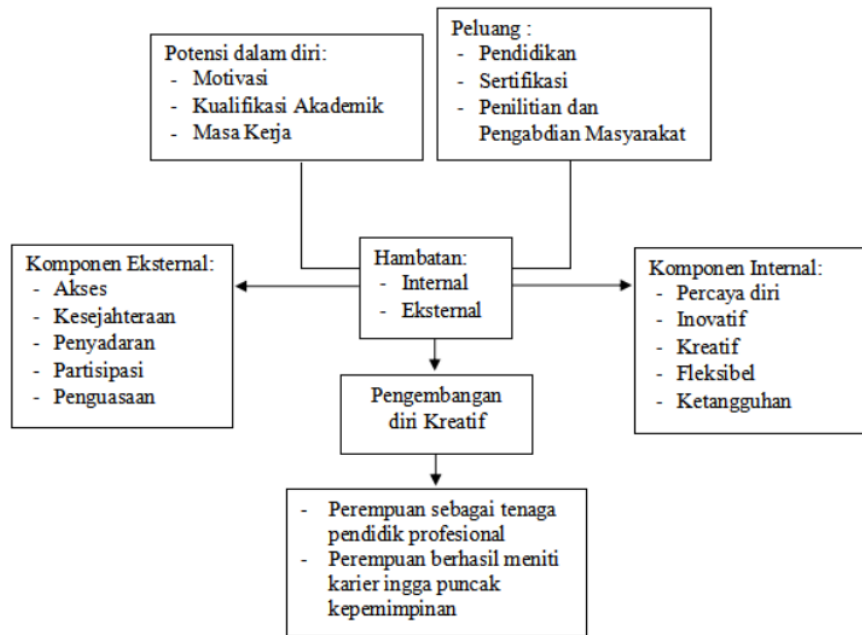 Potensi dalam diri:
- Motivasi
- Kualifikasi Akademik
- Masa Kerja
Peluang :
- Pendidikan
- Sertifikasi
- Penilitian dan
Pengabdian Masyarakat
Komponen Eksternal:
- Akses
- Kesejahteraan
- Penyadaran
- Partisipasi
- Penguasaan
Hambatan:
- Internal
- Eksternal
Komponen Internal:
- Percaya diri
- Inovatif
- Kreatif
- Fleksibel
- Ketangguhan
Pengembangan
diri Kreatif
- Perempuan sebagai tenaga
pendidik profesional
- Perempuan berhasil meniti
karier ingga puncak
kepemimpinan